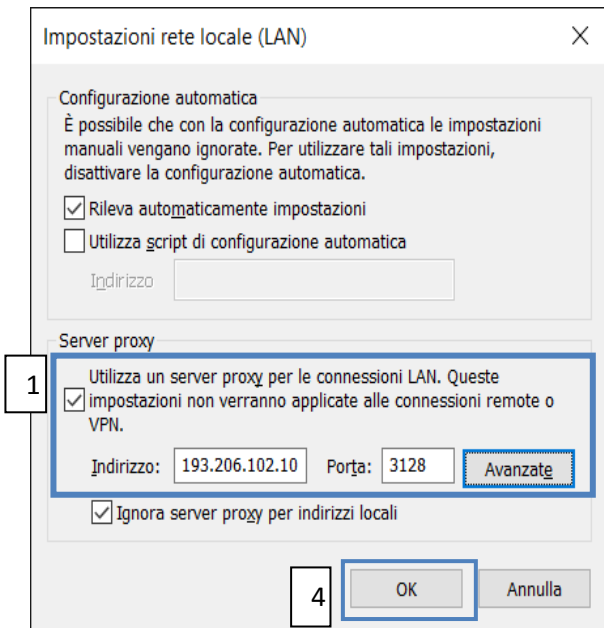 Impostazioni rete locale (LAN)
Configurazione automatica
È possibile che con la configurazione automatica le impostazioni
manuali vengano ignorate. Per utilizzare tali impostazioni,
disattivare la configurazione automatica.
Rileva automaticamente impostazioni
Utilizza script di configurazione automatica
Indirizzo
Server proxy
1
Utilizza un server proxy per le connessioni LAN. Queste
impostazioni non verranno applicate alle connessioni remote o
VPN.
Indirizzo: 193.206.102.10 Porta: 3128 Avanzate
Ignora server proxy per indirizzi locali
4 OK Annulla